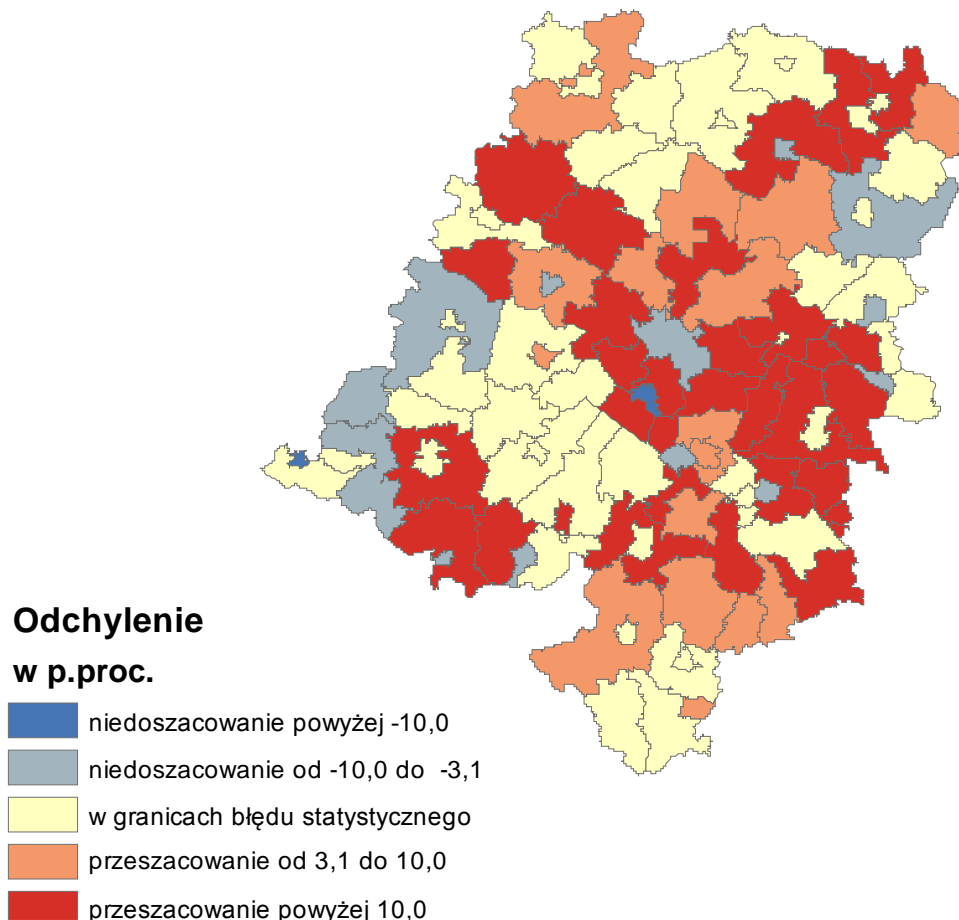 Odchylenie
w p.proc.
niedoszacowanie powyżej -10,0
niedoszacowanie od -10,0 do -3,1
w granicach błędu statystycznego
przeszacowanie od 3,1 do 10,0
przeszacowanie powyżej 10,0